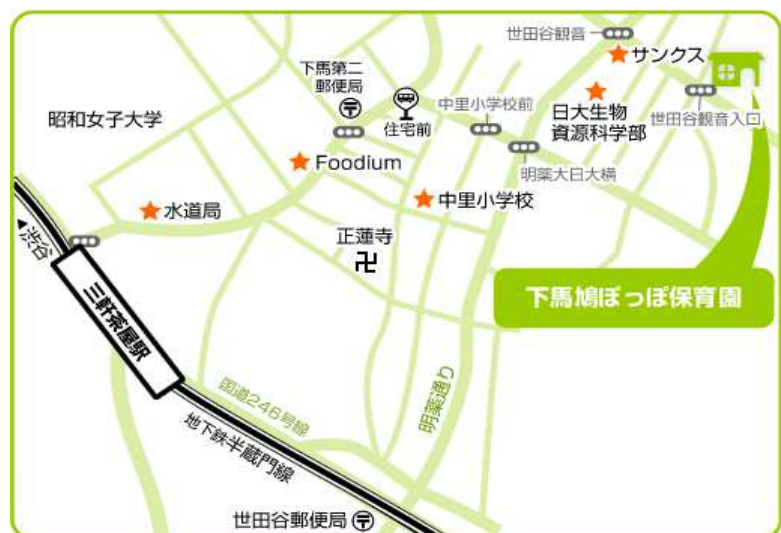 世田谷観音
サンクス
下馬第二
郵便局
住宅前
中里小学校前
日大生物
資源科学部
世田谷観音入口
昭和女子大学
Foodium
明薬大日大横
水道局
中里小学校
正蓮寺
▲渋谷
下馬鳩ぽっぽ保育園
三軒茶屋駅
国道246号線
明薬通り
地下鉄半蔵門線
世田谷郵便局